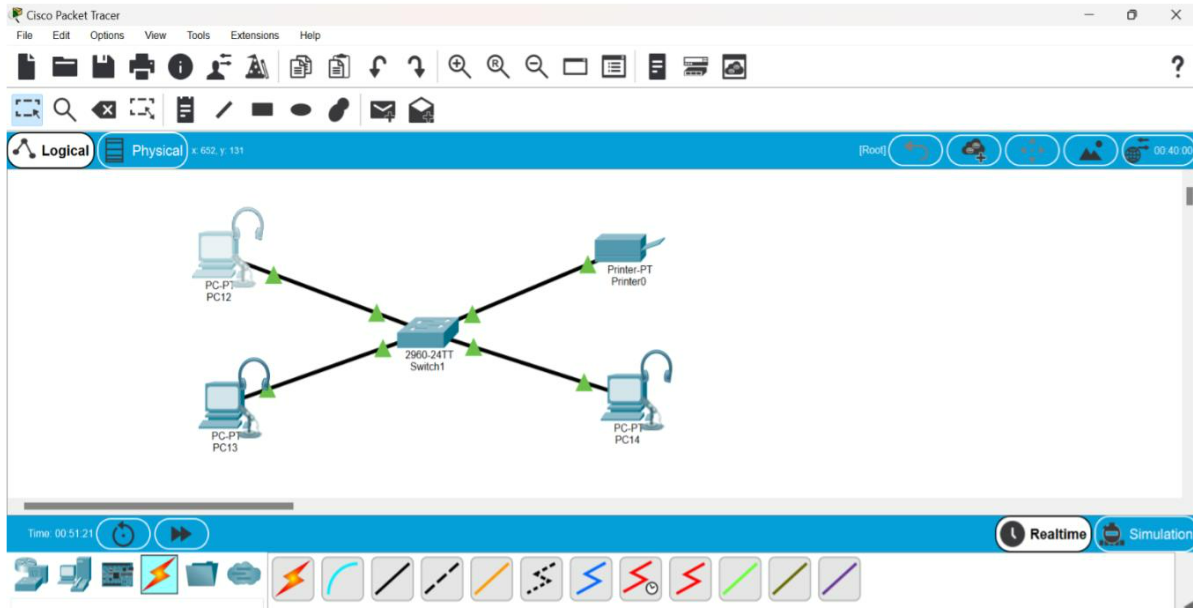 Cisco Packet Tracer
File Edit Options View Tools Extensions Help
Logical Physical x: 652, y: 131 [Root] 00:40:00
PC-PT
PC12
Printer-PT
Printer0
2960-24TT
Switch1
PC-PT
PC13
PC-PT
PC14
Time: 00:51:21 Realtime Simulation